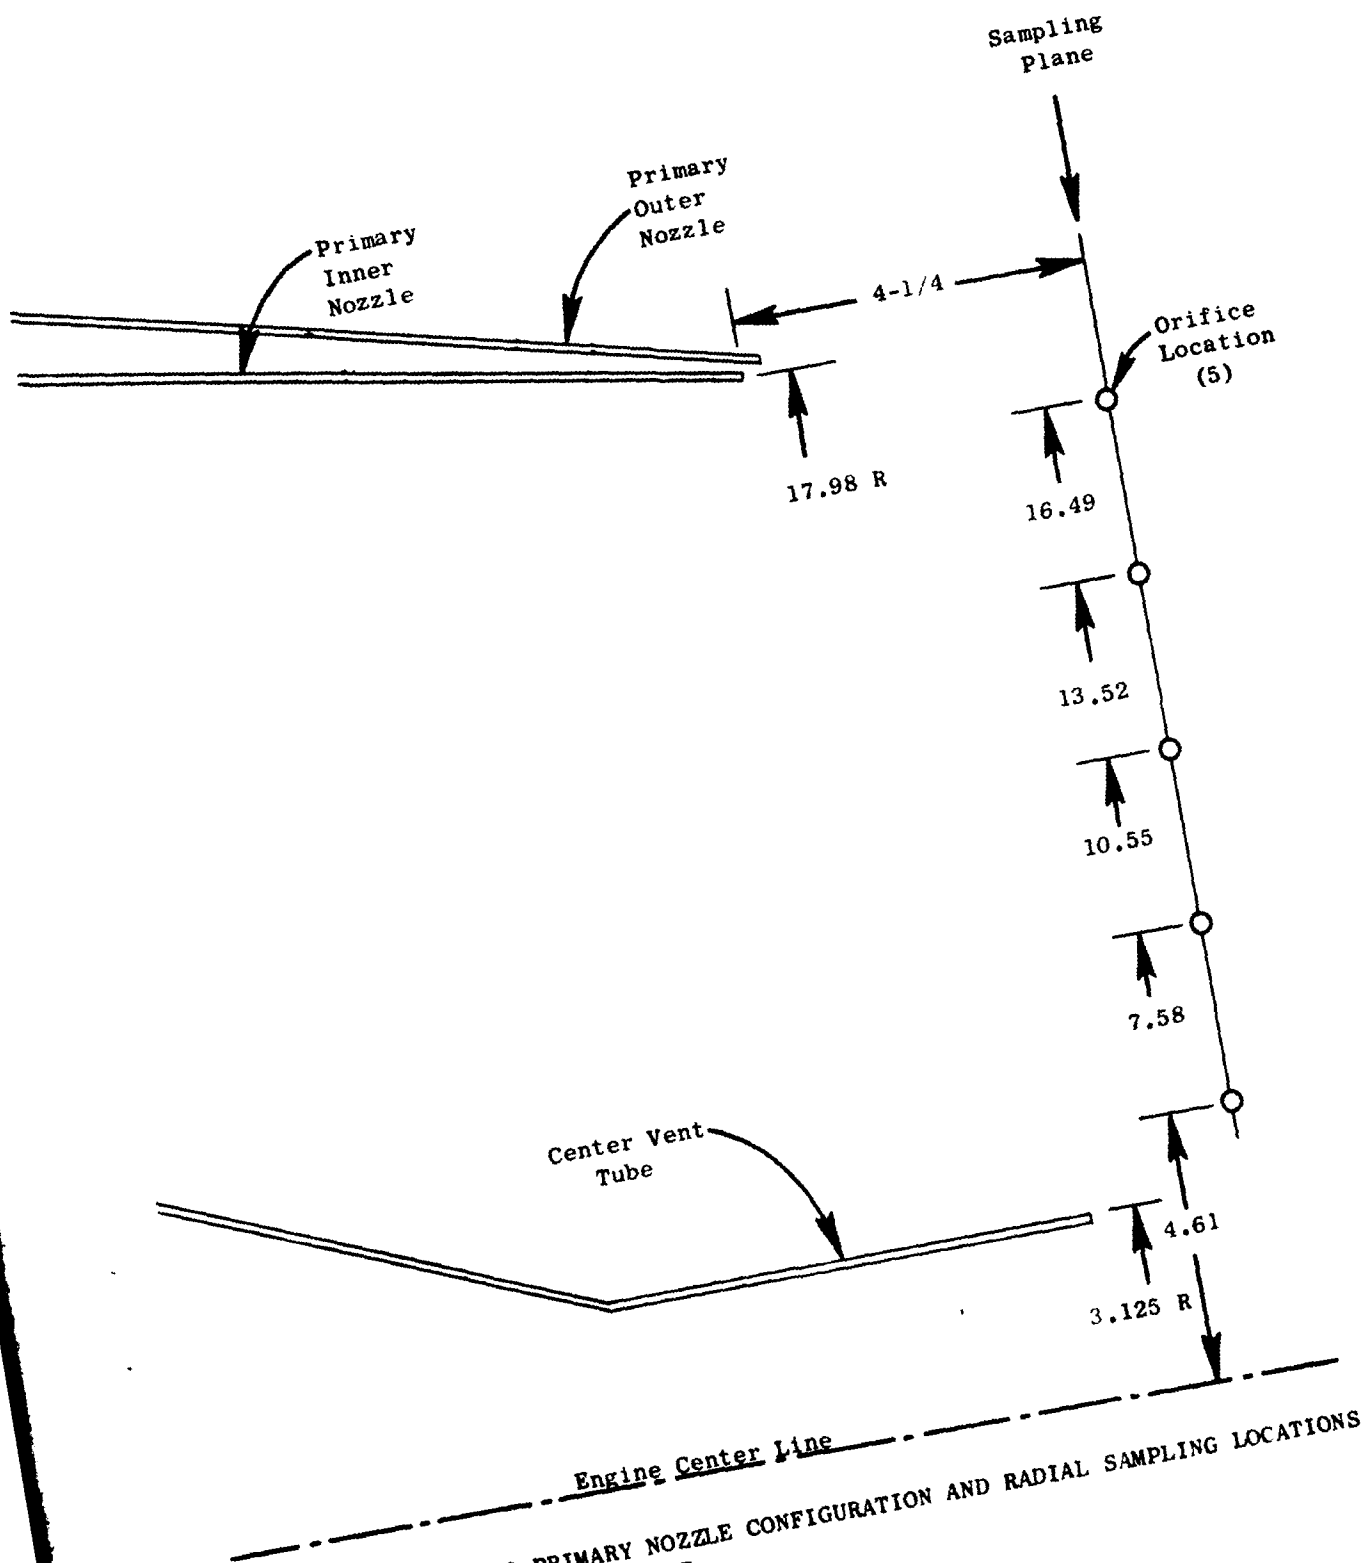 Sampling
Plane
Primary
Outer
Nozzle
Primary
Inner
Nozzle
4-1/4
Orifice
Location
(5)
17.98 R
16.49
13.52
10.55
7.58
Center Vent
Tube
4.61
3.125 R
Engine Center Line
PRIMARY NOZZLE CONFIGURATION AND RADIAL SAMPLING LOCATIONS